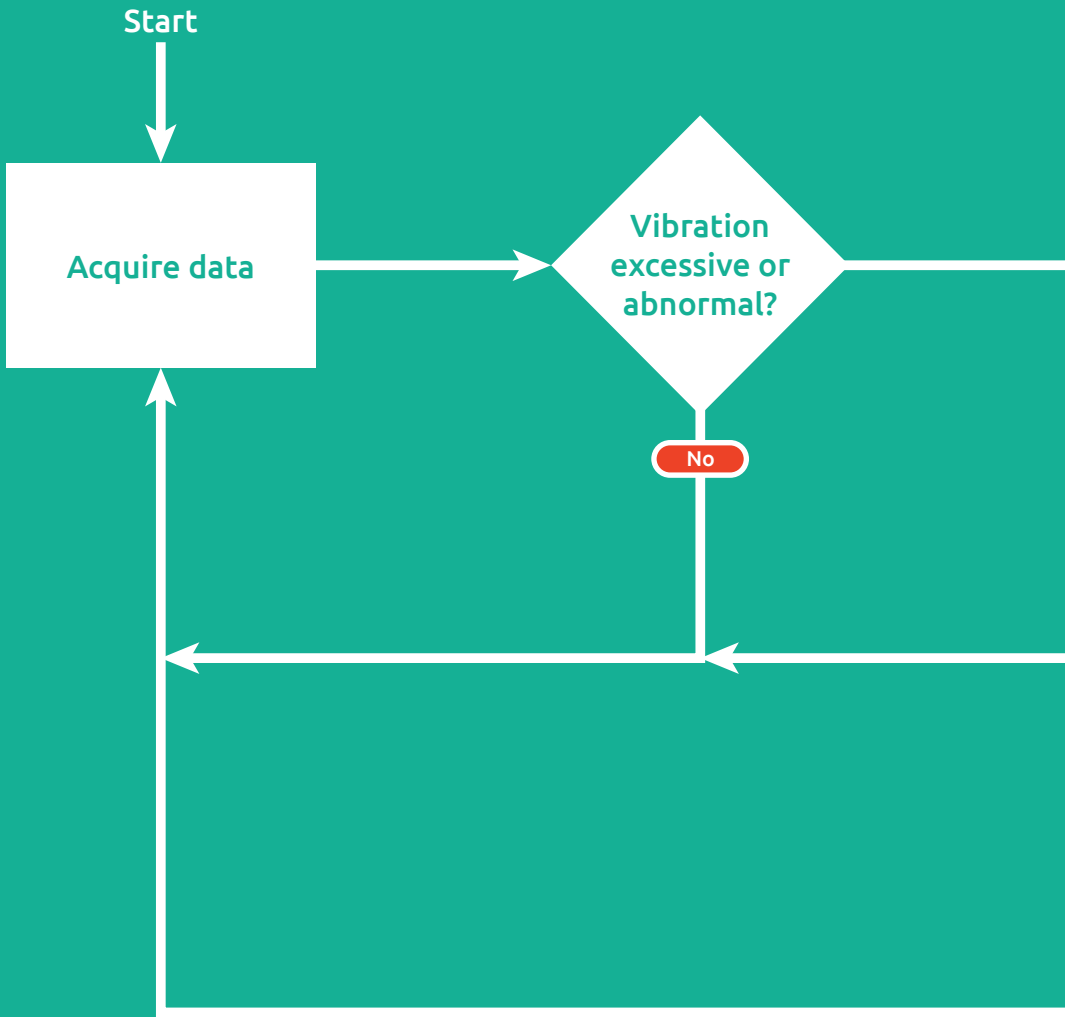 Start
Acquire data
Vibration
excessive or
abnormal?
No